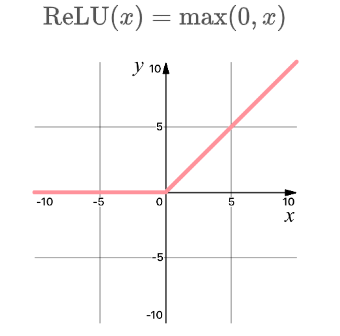 ReLU(x) = max(0, x)
y 10
5
-10 -5 0 5 10
x
-5
-10